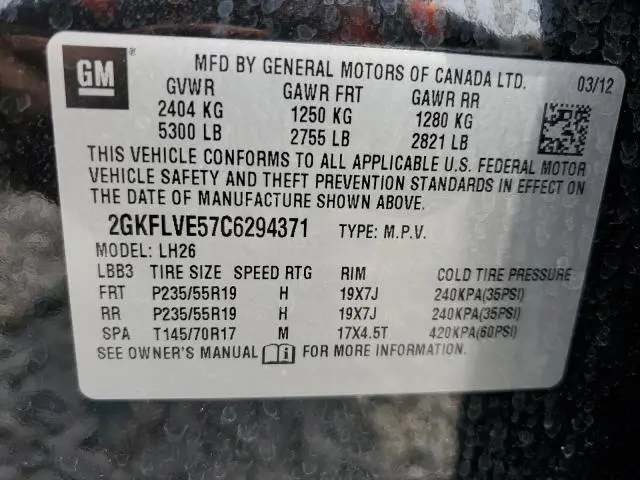 GM
MFD BY GENERAL MOTORS OF CANADA LTD.
03/12
GVWR GAWR FRT GAWR RR
2404 KG 1250 KG 1280 KG
5300 LB 2755 LB 2821 LB
THIS VEHICLE CONFORMS TO ALL APPLICABLE U.S. FEDERAL MOTOR
VEHICLE SAFETY AND THEFT PREVENTION STANDARDS IN EFFECT ON
THE DATE OF MANUFACTURE SHOWN ABOVE.
2GKFLVE57C6294371 TYPE: M.P.V.
MODEL: LH26
LBB3 TIRE SIZE SPEED RTG RIM COLD TIRE PRESSURE
FRT P235/55R19 H 19X7J 240KPA(35PSI)
RR P235/55R19 H 19X7J 240KPA(35PSI)
SPA T145/70R17 M 17X4.5T 420KPA(60PSI)
SEE OWNER'S MANUAL i FOR MORE INFORMATION.